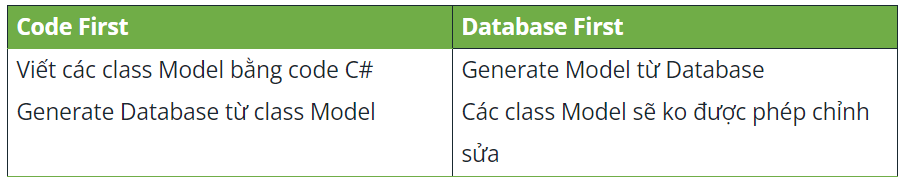 Code First
Database First
Viết các class Model bằng code C#
Generate Database từ class Model
Generate Model từ Database
Các class Model sẽ ko được phép chỉnh
sửa